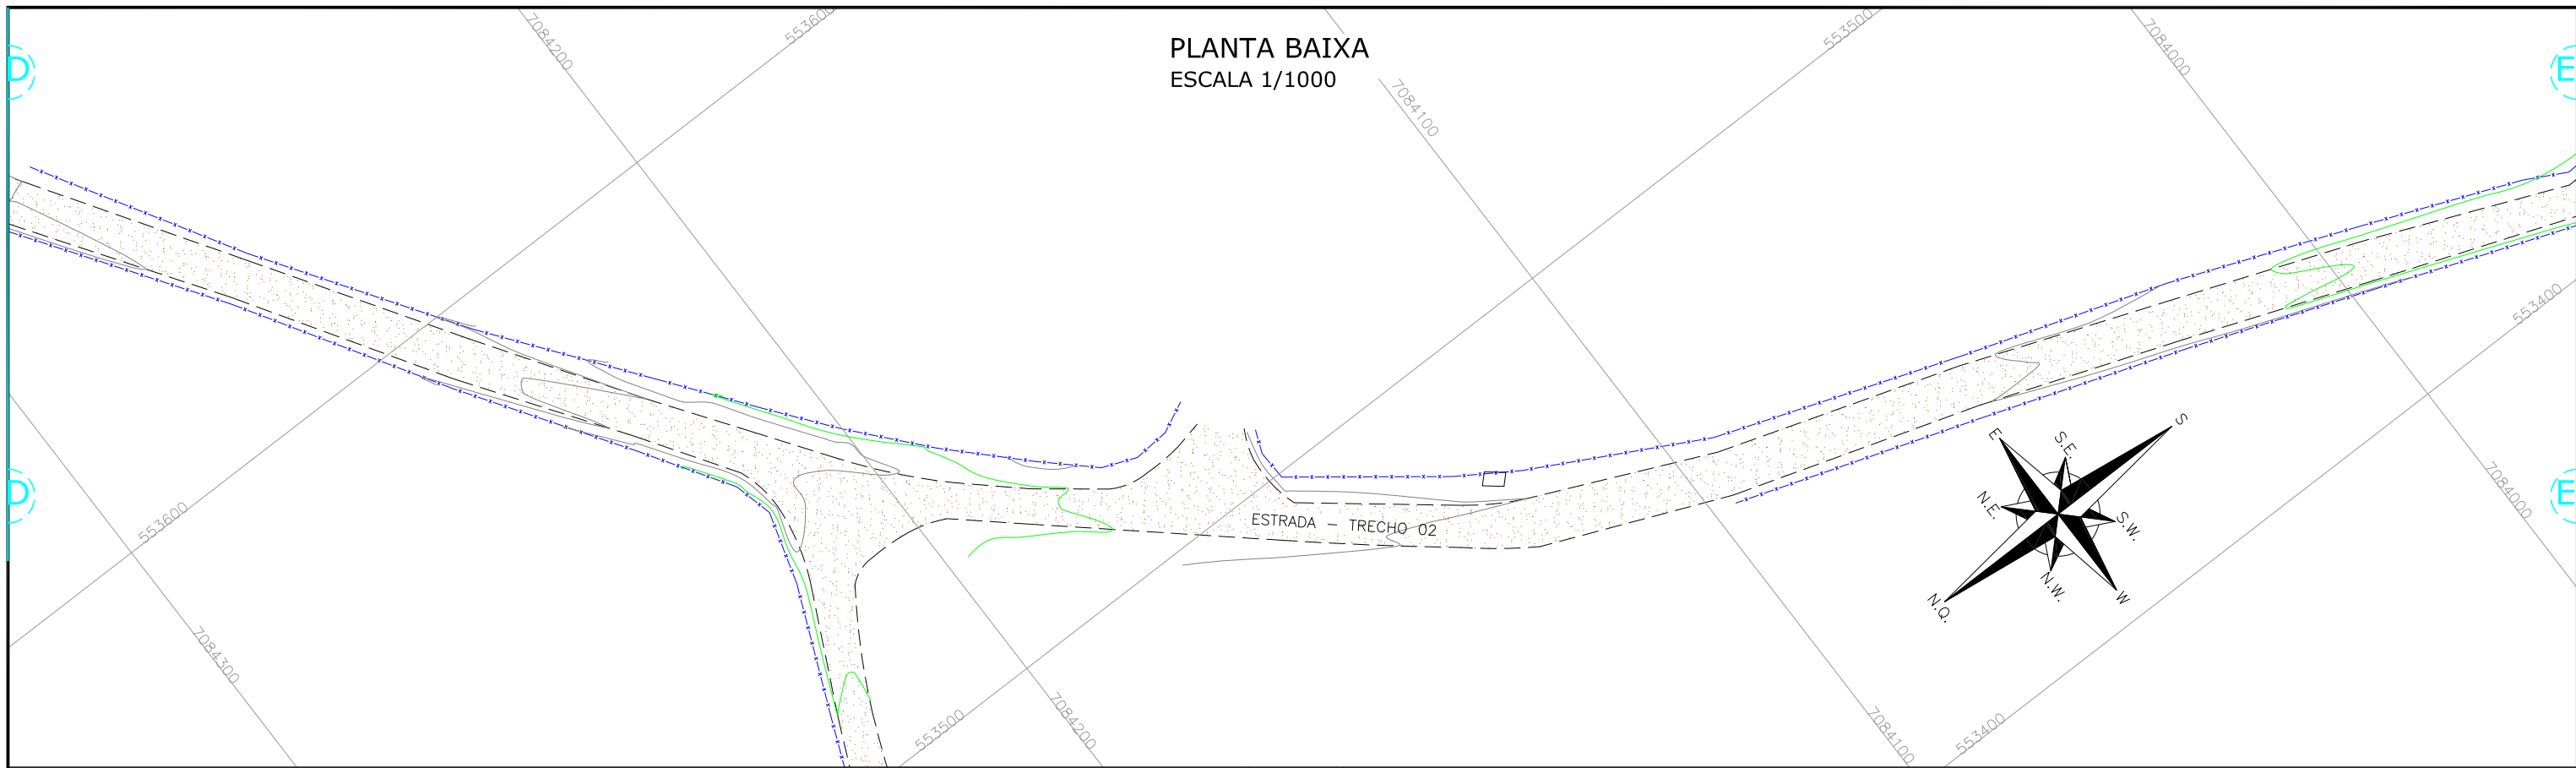 PLANTA BAIXA
ESCALA 1/1000
553600
7084200
553500
7084000
D
E
7084100
553400
S
E
S.E.
N.E.
S.W.
N.W.
W
N.O.
D
E
553600
ESTRADA - TRECHO 02
7084000
7084300
553500
7084200
7084100
553400